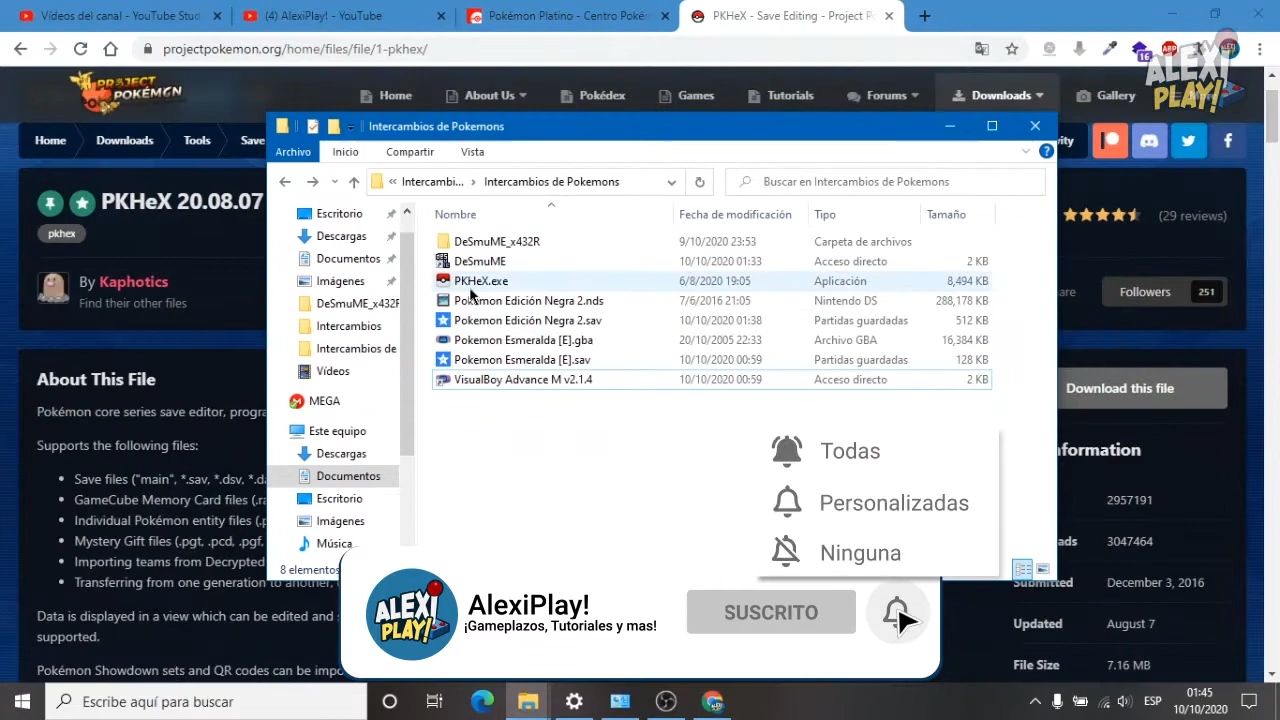 Vídeos del canal - YouTube Stud
(4) AlexiPlay! - YouTube
Pokémon Platino - Centro Pokém
PKHeX - Save Editing - Project P
projectpokemon.org/home/files/file/1-pkhex/
16
ABP
ALEXI PLAY!
PROJECT POKÉMON
Home
About Us
Pokédex
Games
Tutorials
Forums
Downloads
Gallery
Home
Downloads
Tools
Save
PKHeX 20.08.07
(29 reviews)
pkhex
By Kaphotics
Find their other files
Followers 251
About This File
Pokémon core series save editor, progra
Supports the following files:
Save files ("main", *.sav, *.dsv, *.da
GameCube Memory Card files (.
Individual Pokémon entity files (.p
Mystery Gift files (.pgt, .pcd, .pgf,
Importing teams from Decrypted
Transferring from one generation to another,
Data is displayed in a view which can be edited and
supported.
Pokémon Showdown sets and QR codes can be impo
Download this file
nformation
2957191
ads
3047464
Submitted
December 3, 2016
Updated
August 7
File Size
7.16 MB
Intercambios de Pokemons
Archivo
Inicio
Compartir
Vista
Intercambi...
Intercambios de Pokemons
Buscar en Intercambios de Pokemons
Escritorio
Descargas
Documentos
Imágenes
DeSmuME_x432F
Intercambios
Intercambios de
Vídeos
MEGA
Este equipo
Descargas
Documentos
Escritorio
Imágenes
Música
8 elementos
Nombre Fecha de modificación Tipo Tamaño
DeSmuME_x432R 9/10/2020 23:53 Carpeta de archivos
DeSmuME 10/10/2020 01:38 Acceso directo 2 KB
PKHeX.exe 6/8/2020 19:05 Aplicación 8,494 KB
Pokemon Edición Negra 2.nds 7/6/2016 21:05 Nintendo DS 288,178 KB
Pokemon Edición Negra 2.sav 10/10/2020 01:38 Partidas guardadas 512 KB
Pokemon Esmeralda [E].gba 20/10/2005 22:33 Archivo GBA 16,384 KB
Pokemon Esmeralda [E].sav 10/10/2020 00:59 Partidas guardadas 128 KB
VisualBoy Advance M v2.1.4 10/10/2020 00:59 Acceso directo 2 KB
Todas
Personalizadas
Ninguna
ALEXI PLAY!
AlexiPlay!
¡Gameplazos, Tutoriales y mas!
SUSCRITO
Escribe aquí para buscar
ESP
01:45
10/10/2020